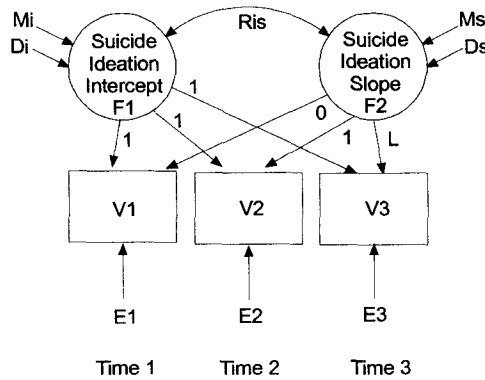 Mi
Di
Suicide
Ideation
Intercept
F1
Ris
Suicide
Ideation
Slope
F2
Ms
Ds
1
1
1
0
1
L
V1
V2
V3
E1
E2
E3
Time 1
Time 2
Time 3